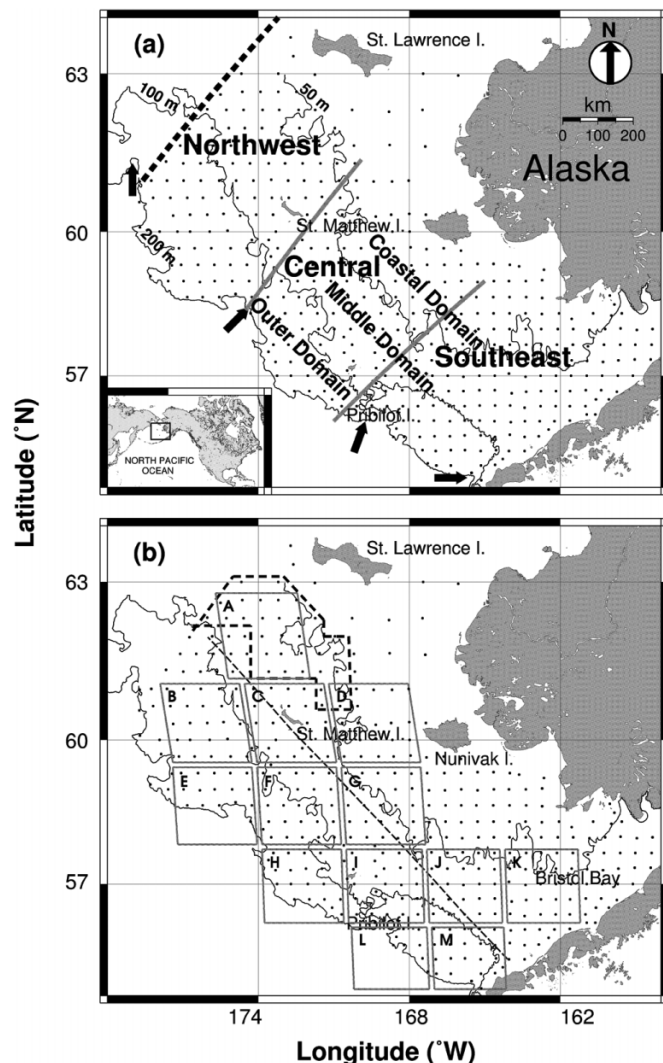 (a)
St. Lawrence I.
N
63
100 m
50 m
km
0 100 200
Northwest
Alaska
60
St. Matthew I.
200 m
Central
Coastal Domain
Middle Domain
Outer Domain
Southeast
57
Pribilof I.
NORTH PACIFIC
OCEAN
Latitude (°N)
(b)
St. Lawrence I.
63
A
B
C
D
St. Matthew I.
60
Nunivak I.
E
F
G
H
I
J
K
Bristol Bay
57
Pribilof I.
L
M
174
168
162
Longitude (°W)